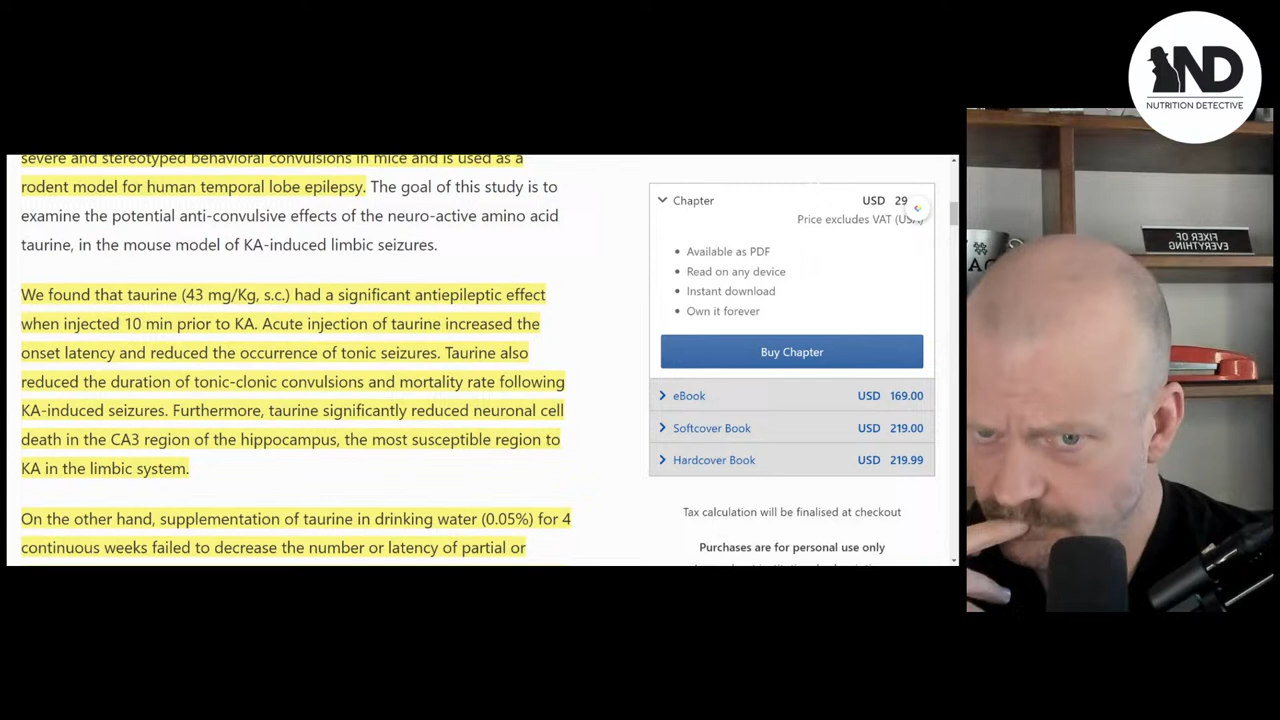 ND
NUTRITION DETECTIVE
severe and stereotyped behavioral convulsions in mice and is used as a
rodent model for human temporal lobe epilepsy. The goal of this study is to
examine the potential anti-convulsive effects of the neuro-active amino acid
taurine, in the mouse model of KA-induced limbic seizures.
We found that taurine (43 mg/Kg, s.c.) had a significant antiepileptic effect
when injected 10 min prior to KA. Acute injection of taurine increased the
onset latency and reduced the occurrence of tonic seizures. Taurine also
reduced the duration of tonic-clonic convulsions and mortality rate following
KA-induced seizures. Furthermore, taurine significantly reduced neuronal cell
death in the CA3 region of the hippocampus, the most susceptible region to
KA in the limbic system.
On the other hand, supplementation of taurine in drinking water (0.05%) for 4
continuous weeks failed to decrease the number or latency of partial or
Chapter USD 29
Price excludes VAT (USA)
Available as PDF
Read on any device
Instant download
Own it forever
Buy Chapter
eBook USD 169.00
Softcover Book USD 219.00
Hardcover Book USD 219.99
Tax calculation will be finalised at checkout
Purchases are for personal use only
FIXER OF
EVERYTHING